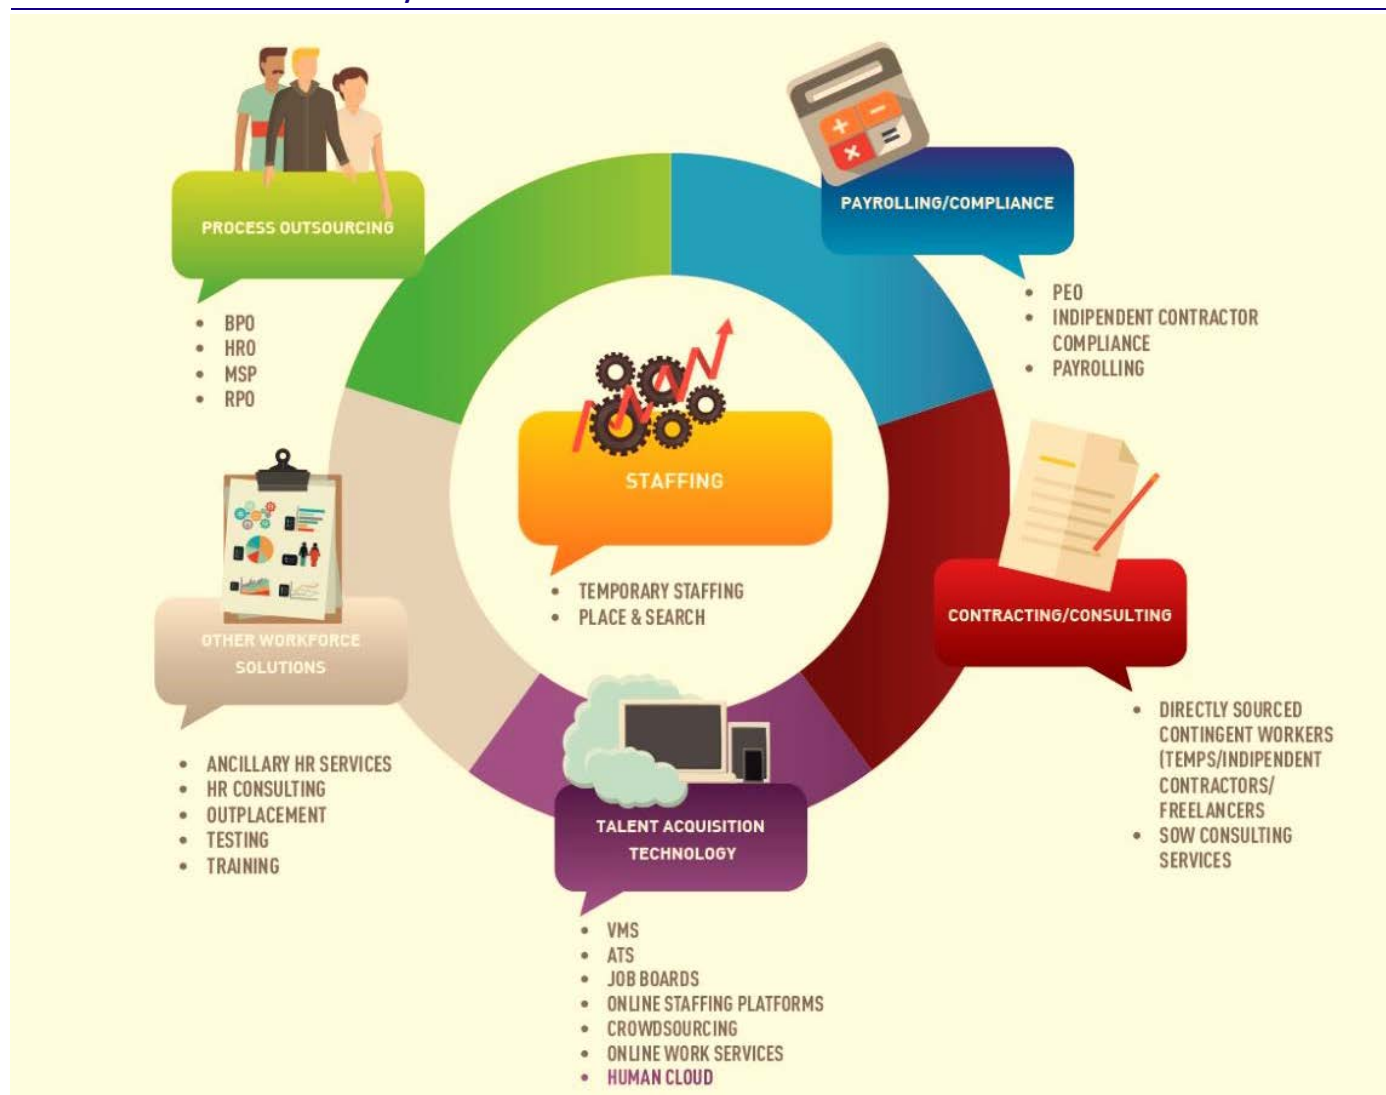 PROCESS OUTSOURCING
• BPO
• HRO
• MSP
• RPO
PAYROLLING/COMPLIANCE
• PEO
• INDIPENDENT CONTRACTOR
COMPLIANCE
• PAYROLLING
STAFFING
• TEMPORARY STAFFING
• PLACE & SEARCH
OTHER WORKFORCE
SOLUTIONS
• ANCILLARY HR SERVICES
• HR CONSULTING
• OUTPLACEMENT
• TESTING
• TRAINING
CONTRACTING/CONSULTING
• DIRECTLY SOURCED
CONTINGENT WORKERS
(TEMPS/INDIPENDENT
CONTRACTORS/
FREELANCERS
• SOW CONSULTING
SERVICES
TALENT ACQUISITION
TECHNOLOGY
• VMS
• ATS
• JOB BOARDS
• ONLINE STAFFING PLATFORMS
• CROWDSOURCING
• ONLINE WORK SERVICES
• HUMAN CLOUD